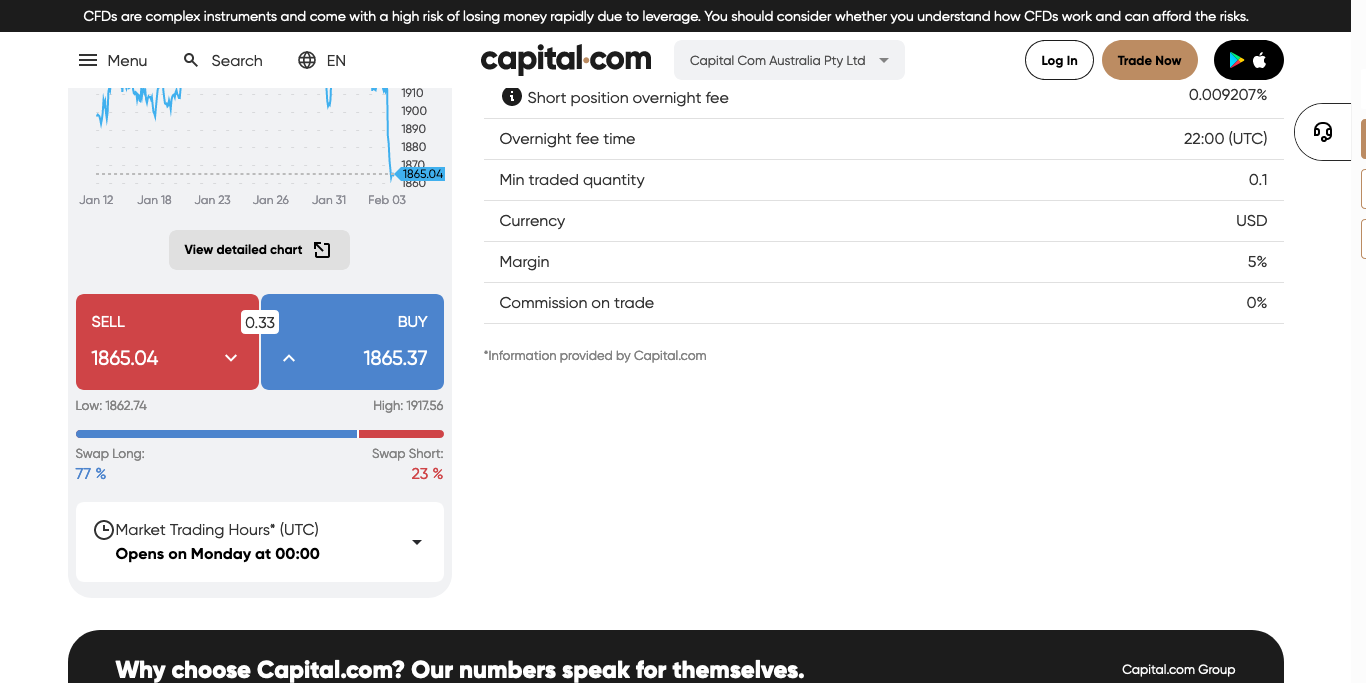 CFDs are complex instruments and come with a high risk of losing money rapidly due to leverage. You should consider whether you understand how CFDs work and can afford the risks.
Menu
Search
EN
capital.com
Capital Com Australia Pty Ltd
Log In
Trade Now
1910
1900
1890
1880
1870
1865.04
1860
Jan 12
Jan 18
Jan 23
Jan 26
Jan 31
Feb 03
View detailed chart
SELL
0.33
BUY
1865.04
1865.37
Low: 1862.74
High: 1917.56
Swap Long:
Swap Short:
77 %
23 %
Market Trading Hours* (UTC)
Opens on Monday at 00:00
Short position overnight fee
0.009207%
Overnight fee time
22:00 (UTC)
Min traded quantity
0.1
Currency
USD
Margin
5%
Commission on trade
0%
*Information provided by Capital.com
Why choose Capital.com? Our numbers speak for themselves.
Capital.com Group